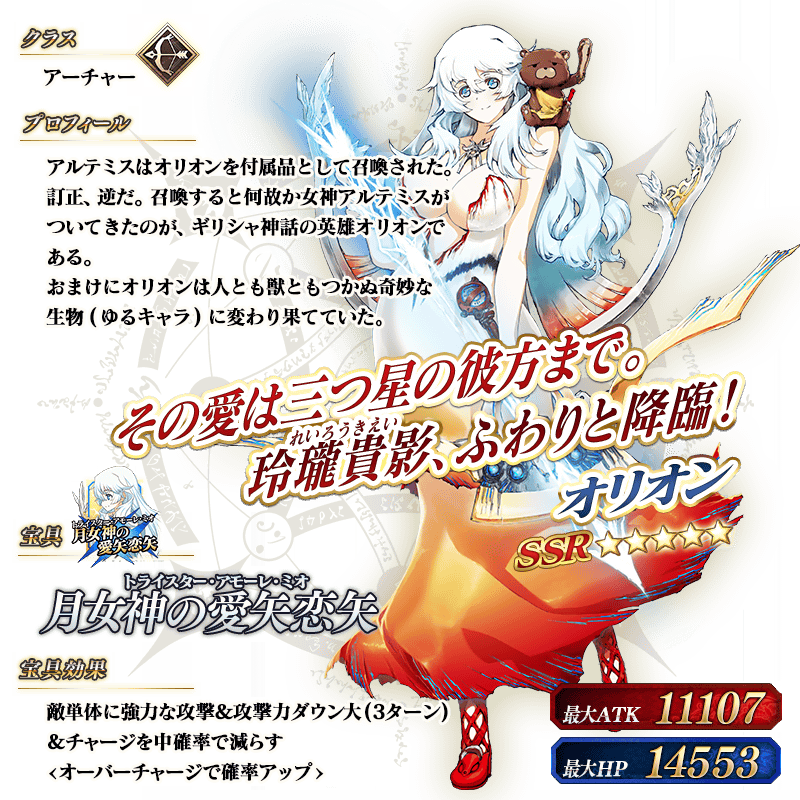 クラス
アーチャー
プロフィール
アルテミスはオリオンを付属品として召喚された。
訂正、逆だ。召喚すると何故か女神アルテミスが
ついてきたのが、ギリシャ神話の英雄オリオンで
ある。
おまけにオリオンは人とも獣ともつかぬ奇妙な
生物(ゆるキャラ)に変わり果てていた。
その愛は三つ星の彼方まで。
れいろうきえい
玲瓏貴影、ふわりと降臨!
オリオン
SSR ★★★★★
宝具
トライスター・アモーレ・ミオ
月女神の
愛矢恋矢
トライスター・アモーレ・ミオ
月女神の愛矢恋矢
宝具効果
敵単体に強力な攻撃&攻撃力ダウン大(3ターン)
&チャージを中確率で減らす
<オーバーチャージで確率アップ>
最大ATK 11107
最大HP 14553